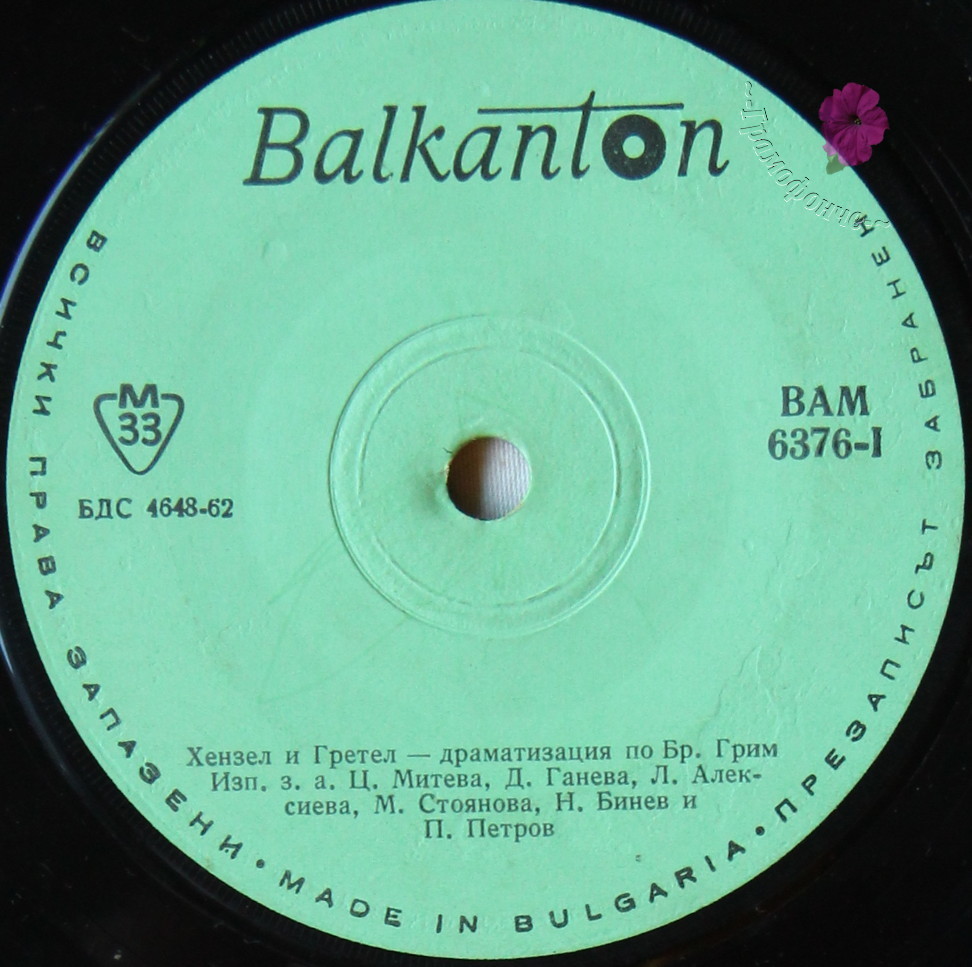 Balkanton
~Грамофонче~
ВСИЧКИ ПРАВА ЗАПАЗЕНИ • MADE IN BULGARIA • ПРЕЗАПИСЪТ ЗАБРАНЕН
М
33
БДС 4648-62
ВАМ
6376-I
Хензел и Гретел — драматизация по Бр. Грим
Изп. з. а. Ц. Митева, Д. Ганева, Л. Алек-
сиева, М. Стоянова, Н. Бинев и
П. Петров